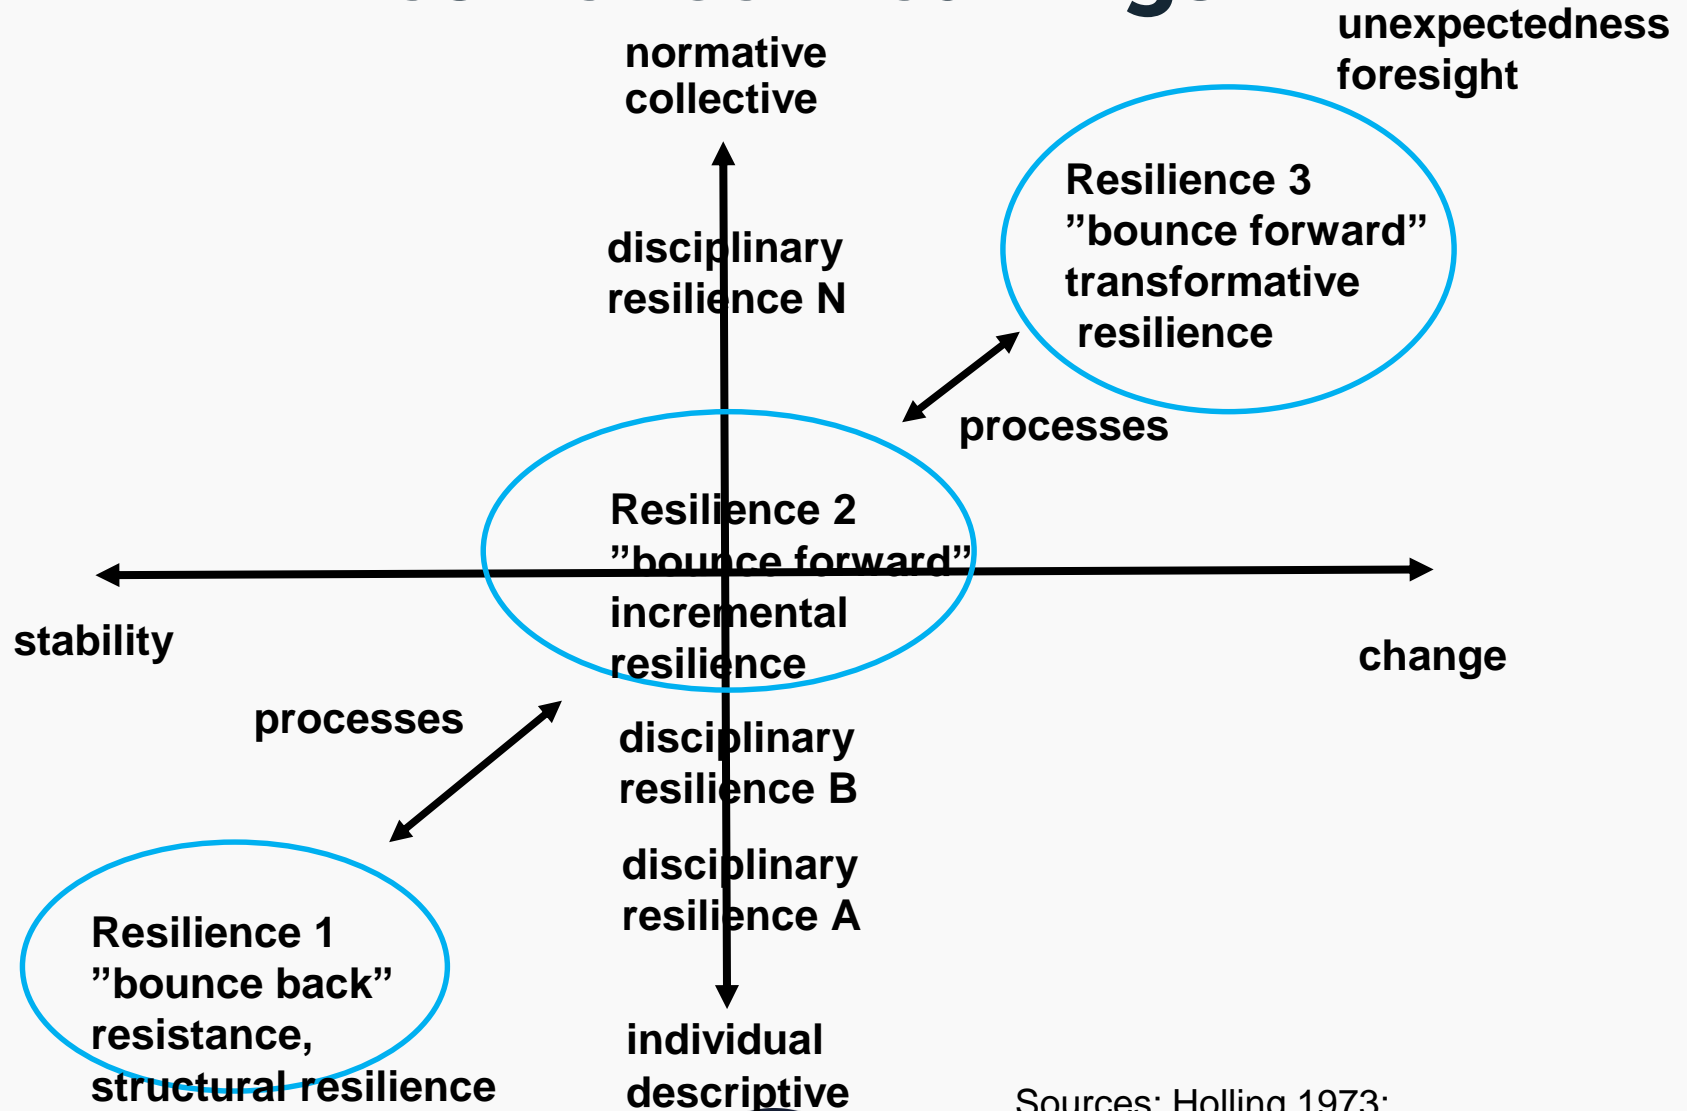 unexpectedness
foresight
normative
collective
Resilience 3
”bounce forward”
transformative
resilience
disciplinary
resilience N
processes
Resilience 2
”bounce forward”
incremental
resilience
stability
change
processes
disciplinary
resilience B
disciplinary
resilience A
Resilience 1
”bounce back”
resistance,
structural resilience
individual
descriptive
Sources: Holling 1973;